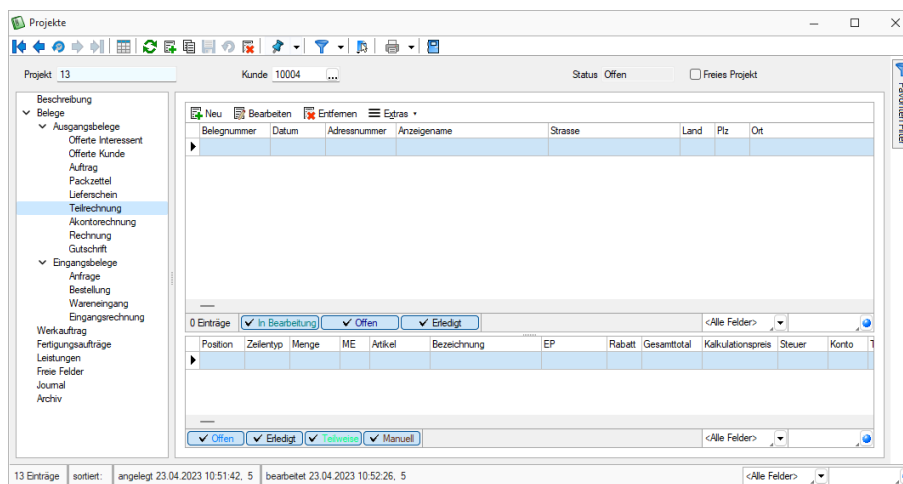 Projekte
Projekt 13 Kunde 10004 ... Status Offen Freies Projekt
Favoriten Filter
Beschreibung
Belege
Ausgangsbelege
Offerte Interessent
Offerte Kunde
Auftrag
Packzettel
Lieferschein
Teilrechnung
Akontorechnung
Rechnung
Gutschrift
Eingangsbelege
Anfrage
Bestellung
Wareneingang
Eingangsrechnung
Werkauftrag
Fertigungsaufträge
Leistungen
Freie Felder
Journal
Archiv
Neu Bearbeiten Entfernen Extras
Belegnummer Datum Adressnummer Anzeigename Strasse Land Plz Ort
0 Einträge In Bearbeitung Offen Erledigt <Alle Felder>
Position Zeilentyp Menge ME Artikel Bezeichnung EP Rabatt Gesamttotal Kalkulationspreis Steuer Konto T
Offen Erledigt Teilweise Manuell <Alle Felder>
13 Einträge sortiert: angelegt 23.04.2023 10:51:42, 5 bearbeitet 23.04.2023 10:52:26, 5 <Alle Felder>